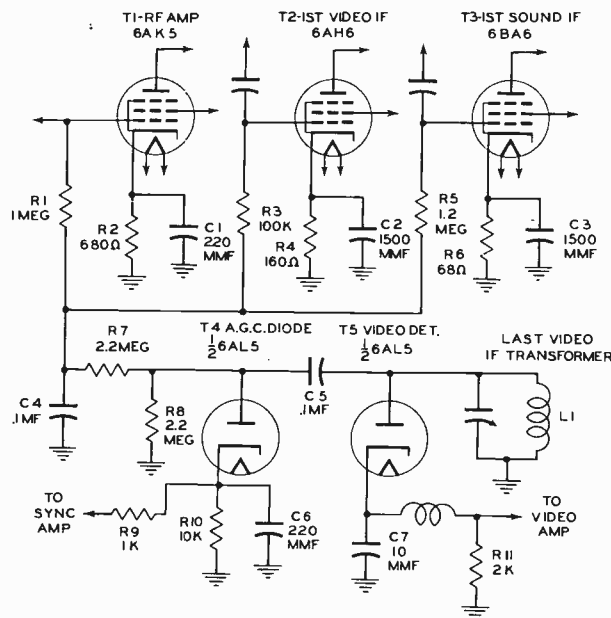 T1-RF AMP
6AK5
T2-1ST VIDEO IF
6AH6
T3-1ST SOUND IF
6BA6
R1
1 MEG
R2
680Ω
C1
220
MMF
R3
100K
R4
160Ω
C2
1500
MMF
R5
1.2
MEG
R6
68Ω
C3
1500
MMF
R7
2.2MEG
T4 A.G.C. DIODE
½ 6AL5
T5 VIDEO DET.
½ 6AL5
LAST VIDEO
IF TRANSFORMER
C4
.1MF
R8
2.2
MEG
C5
.1MF
L1
TO
SYNC
AMP
R9
1K
R10
10K
C6
220
MMF
C7
10
MMF
TO
VIDEO
AMP
R11
2K